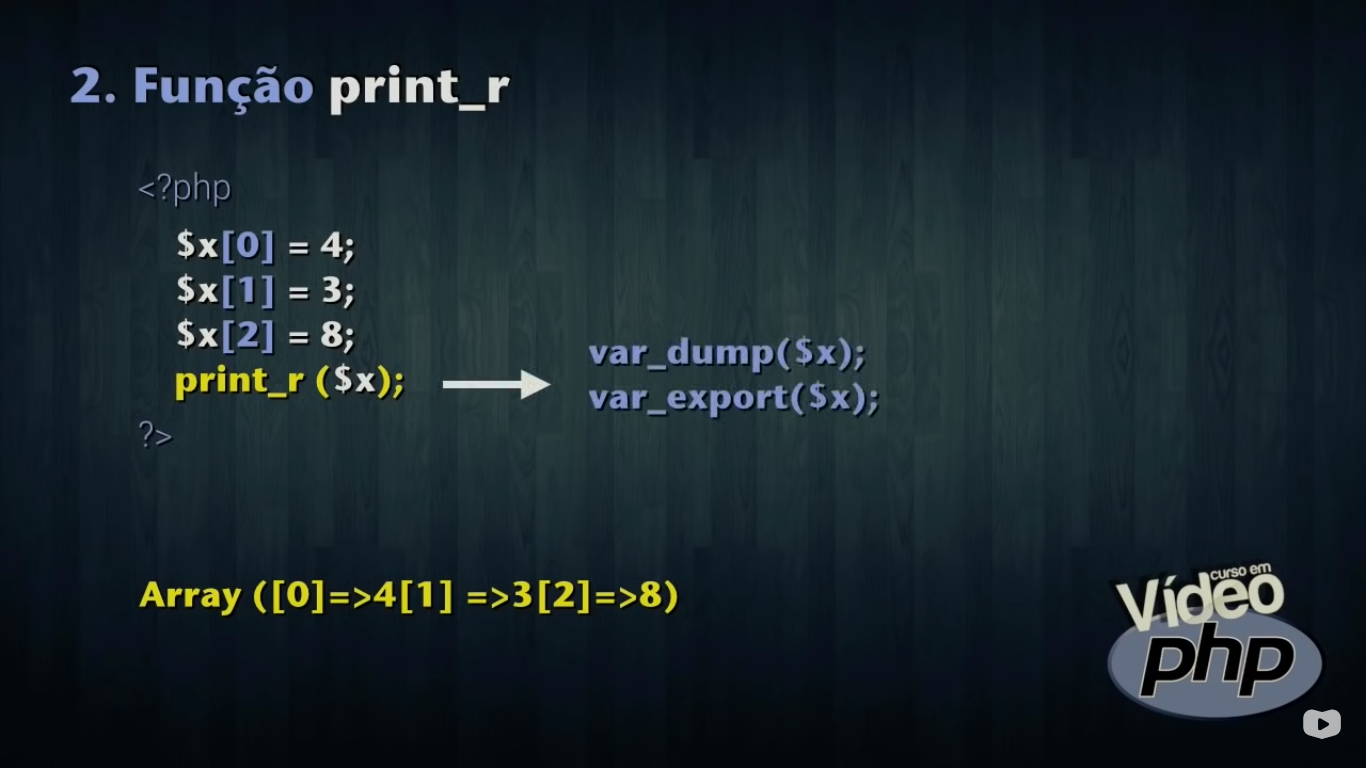 2. Função print_r
<?php
$x[0] = 4;
$x[1] = 3;
$x[2] = 8;
print_r ($x);
?>
var_dump($x);
var_export($x);
Array ([0]=>4[1] =>3[2]=>8)
curso em
Vídeo
php